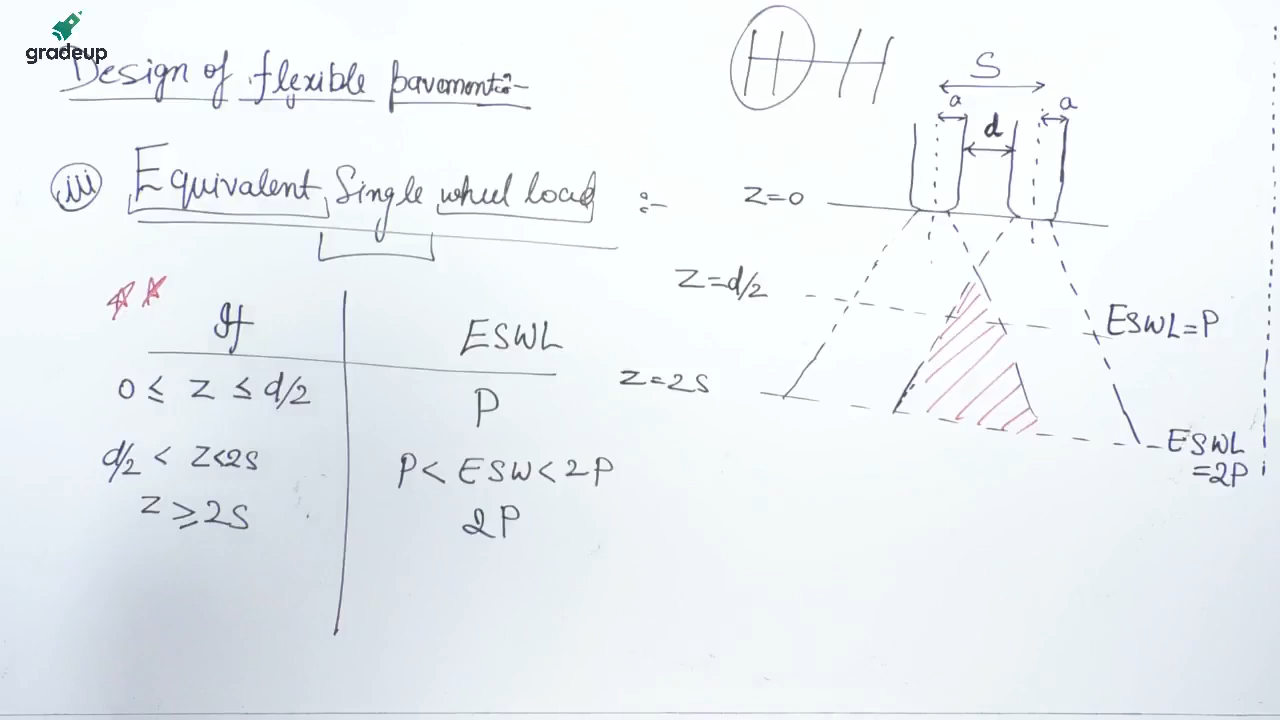 gradeup
Design of flexible pavements:-
iii) Equivalent Single wheel load :-
If ESWL
0 ≤ Z ≤ d/2 P
d/2 < Z<2S P< ESW< 2P
Z ≥ 2S 2P
S
a a
d
Z=0
Z=d/2
ESWL=P
Z=2S
ESWL
=2P